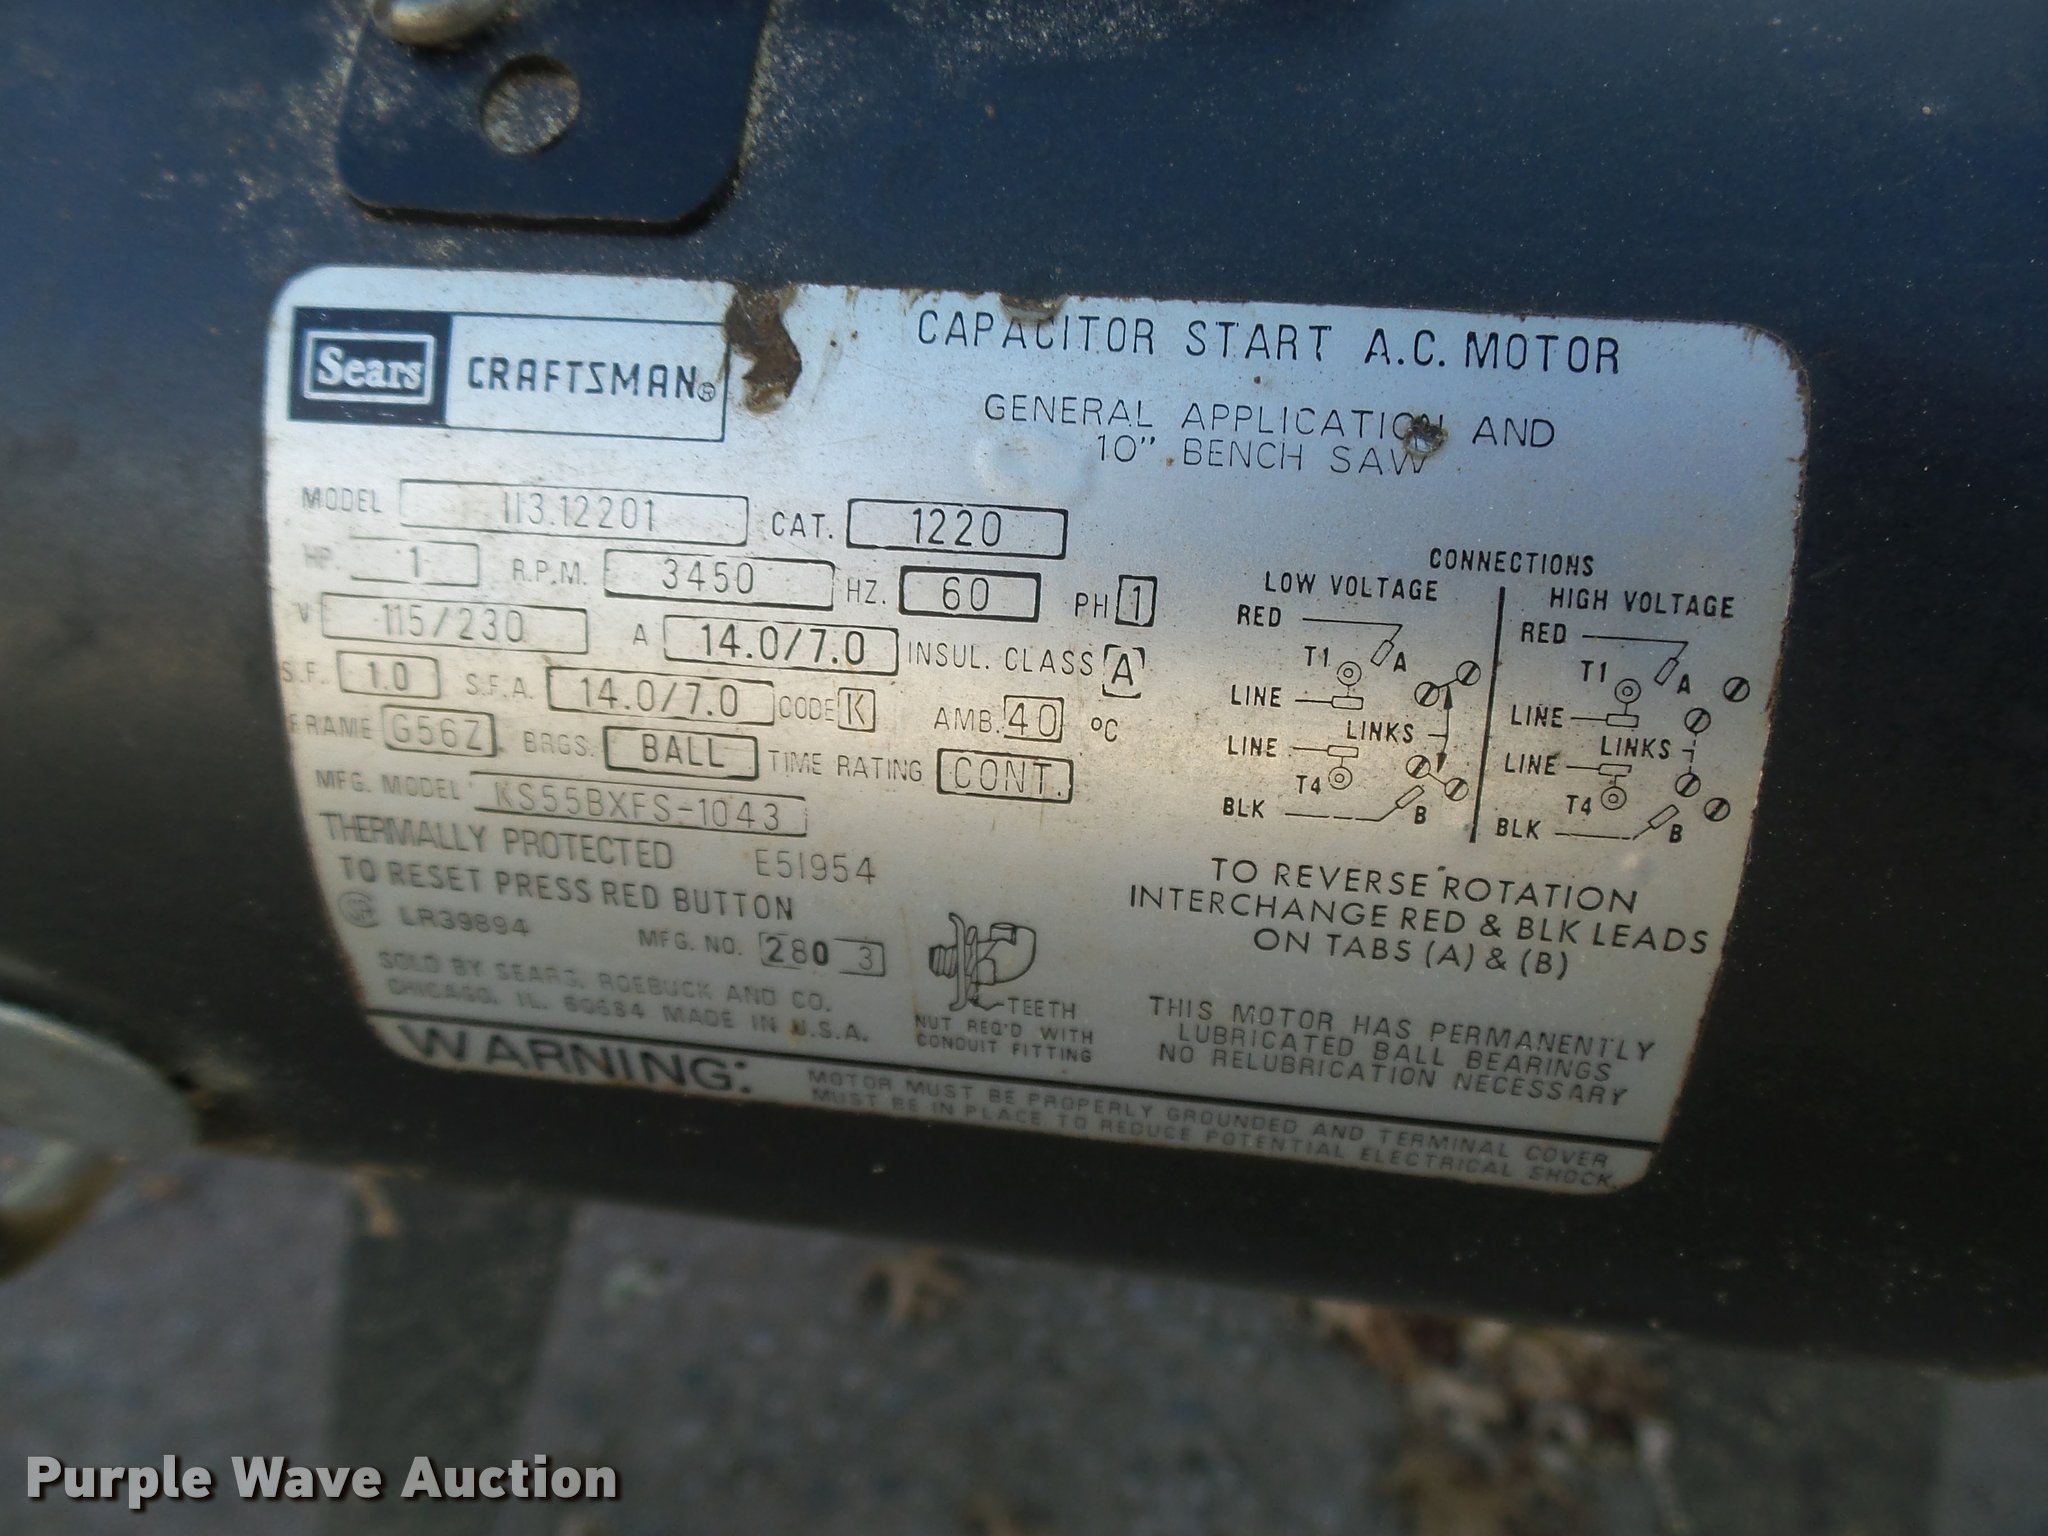 Sears CRAFTSMAN®
CAPACITOR START A.C. MOTOR
GENERAL APPLICATION AND
10" BENCH SAW
MODEL 113.12201 CAT. 1220
HP. 1 R.P.M. 3450 HZ. 60 PH 1
V 115/230 A 14.0/7.0 INSUL. CLASS A
S.F. 1.0 S.F.A. 14.0/7.0 CODE K AMB. 40 °C
FRAME G56Z BRGS. BALL TIME RATING CONT.
MFG. MODEL KS55BXFS-1043
THERMALLY PROTECTED E51954
TO RESET PRESS RED BUTTON
LR39894
MFG. NO. 280 3
SOLD BY SEARS, ROEBUCK AND CO.
CHICAGO, IL. 60684 MADE IN U.S.A.
TEETH
NUT REQ'D WITH
CONDUIT FITTING
CONNECTIONS
LOW VOLTAGE
RED
T1 A
LINE
LINKS
LINE
T4
BLK B
HIGH VOLTAGE
RED
T1 A
LINE
LINKS
LINE
T4
BLK B
TO REVERSE ROTATION
INTERCHANGE RED & BLK LEADS
ON TABS (A) & (B)
THIS MOTOR HAS PERMANENTLY
LUBRICATED BALL BEARINGS
NO RELUBRICATION NECESSARY
WARNING: MOTOR MUST BE PROPERLY GROUNDED AND TERMINAL COVER
MUST BE IN PLACE TO REDUCE POTENTIAL ELECTRICAL SHOCK.
Purple Wave Auction